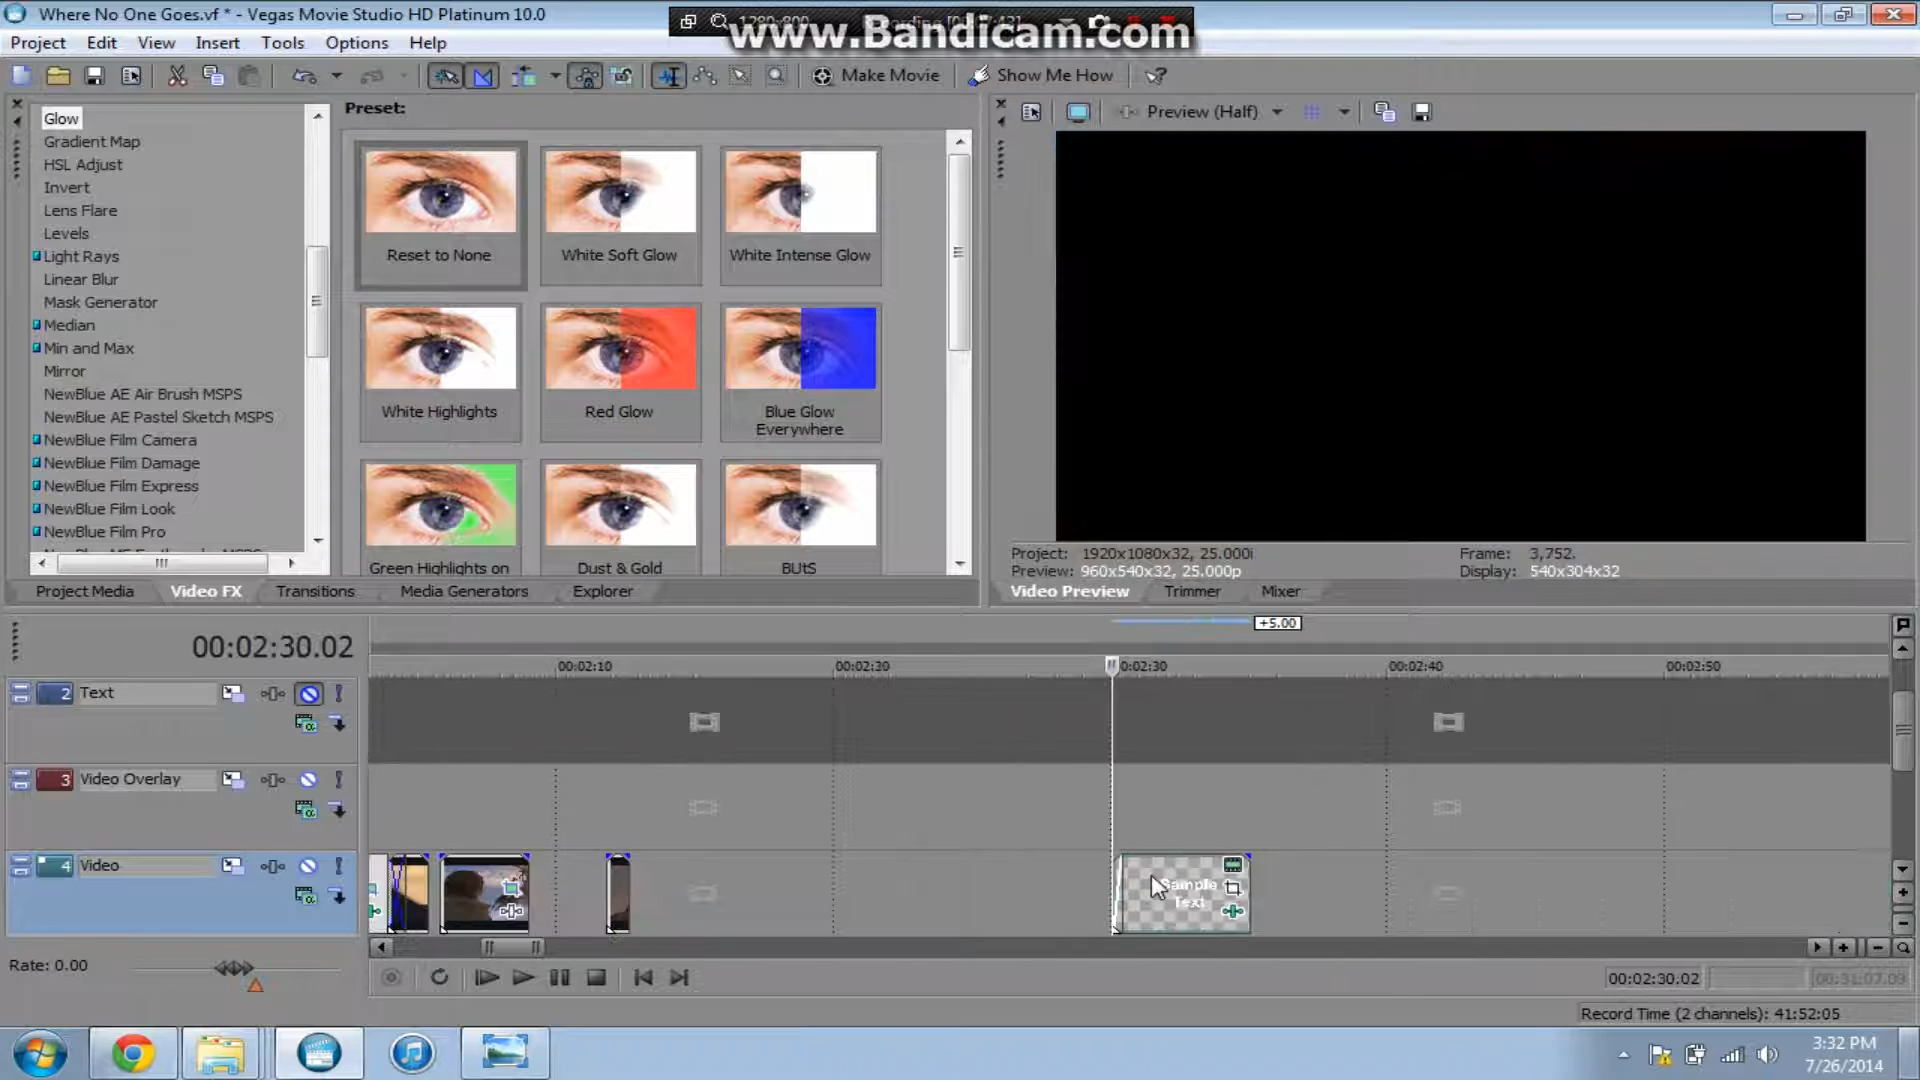 Where No One Goes.vf * - Vegas Movie Studio HD Platinum 10.0
1280x800
www.Bandicam.com
Project Edit View Insert Tools Options Help
Make Movie
Show Me How
Glow
Gradient Map
HSL Adjust
Invert
Lens Flare
Levels
Light Rays
Linear Blur
Mask Generator
Median
Min and Max
Mirror
NewBlue AE Air Brush MSPS
NewBlue AE Pastel Sketch MSPS
NewBlue Film Camera
NewBlue Film Damage
NewBlue Film Express
NewBlue Film Look
NewBlue Film Pro
Preset:
Reset to None
White Soft Glow
White Intense Glow
White Highlights
Red Glow
Blue Glow
Everywhere
Green Highlights on
Dust & Gold
BUtS
Preview (Half)
Project: 1920x1080x32, 25.000i
Preview: 960x540x32, 25.000p
Frame: 3,752.
Display: 540x304x32
Project Media
Video FX
Transitions
Media Generators
Explorer
Video Preview
Trimmer
Mixer
+5.00
00:02:30.02
00:02:10
00:02:20
0:02:30
00:02:40
00:02:50
2 Text
3 Video Overlay
4 Video
Sample
Text
Rate: 0.00
00:02:30.02
Record Time (2 channels): 41:52:05
3:32 PM
7/26/2014